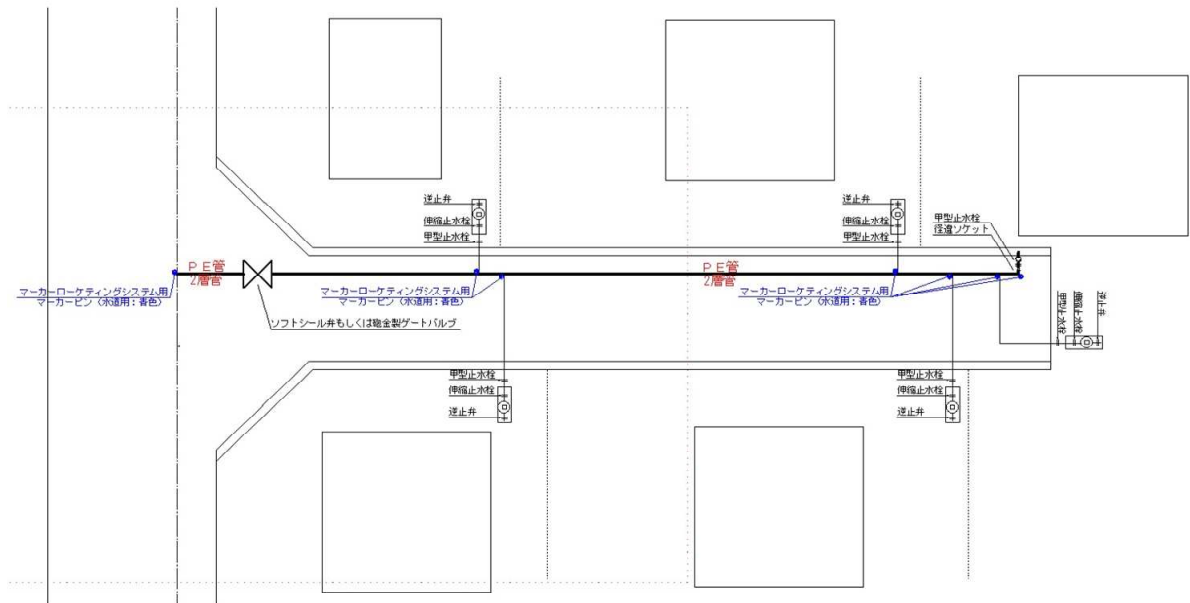 逆止弁
伸縮止水栓
甲型止水栓
逆止弁
伸縮止水栓
甲型止水栓
甲型止水栓
径違ソケット
PE管
2層管
PE管
2層管
マーカーローケティングシステム用
マーカーピン（水道用：青色）
マーカーローケティングシステム用
マーカーピン（水道用：青色）
マーカーローケティングシステム用
マーカーピン（水道用：青色）
ソフトシール弁もしくは砲金製ゲートバルブ
甲型止水栓
伸縮止水栓
逆止弁
甲型止水栓
伸縮止水栓
逆止弁
甲型止水栓
伸縮止水栓
逆止弁